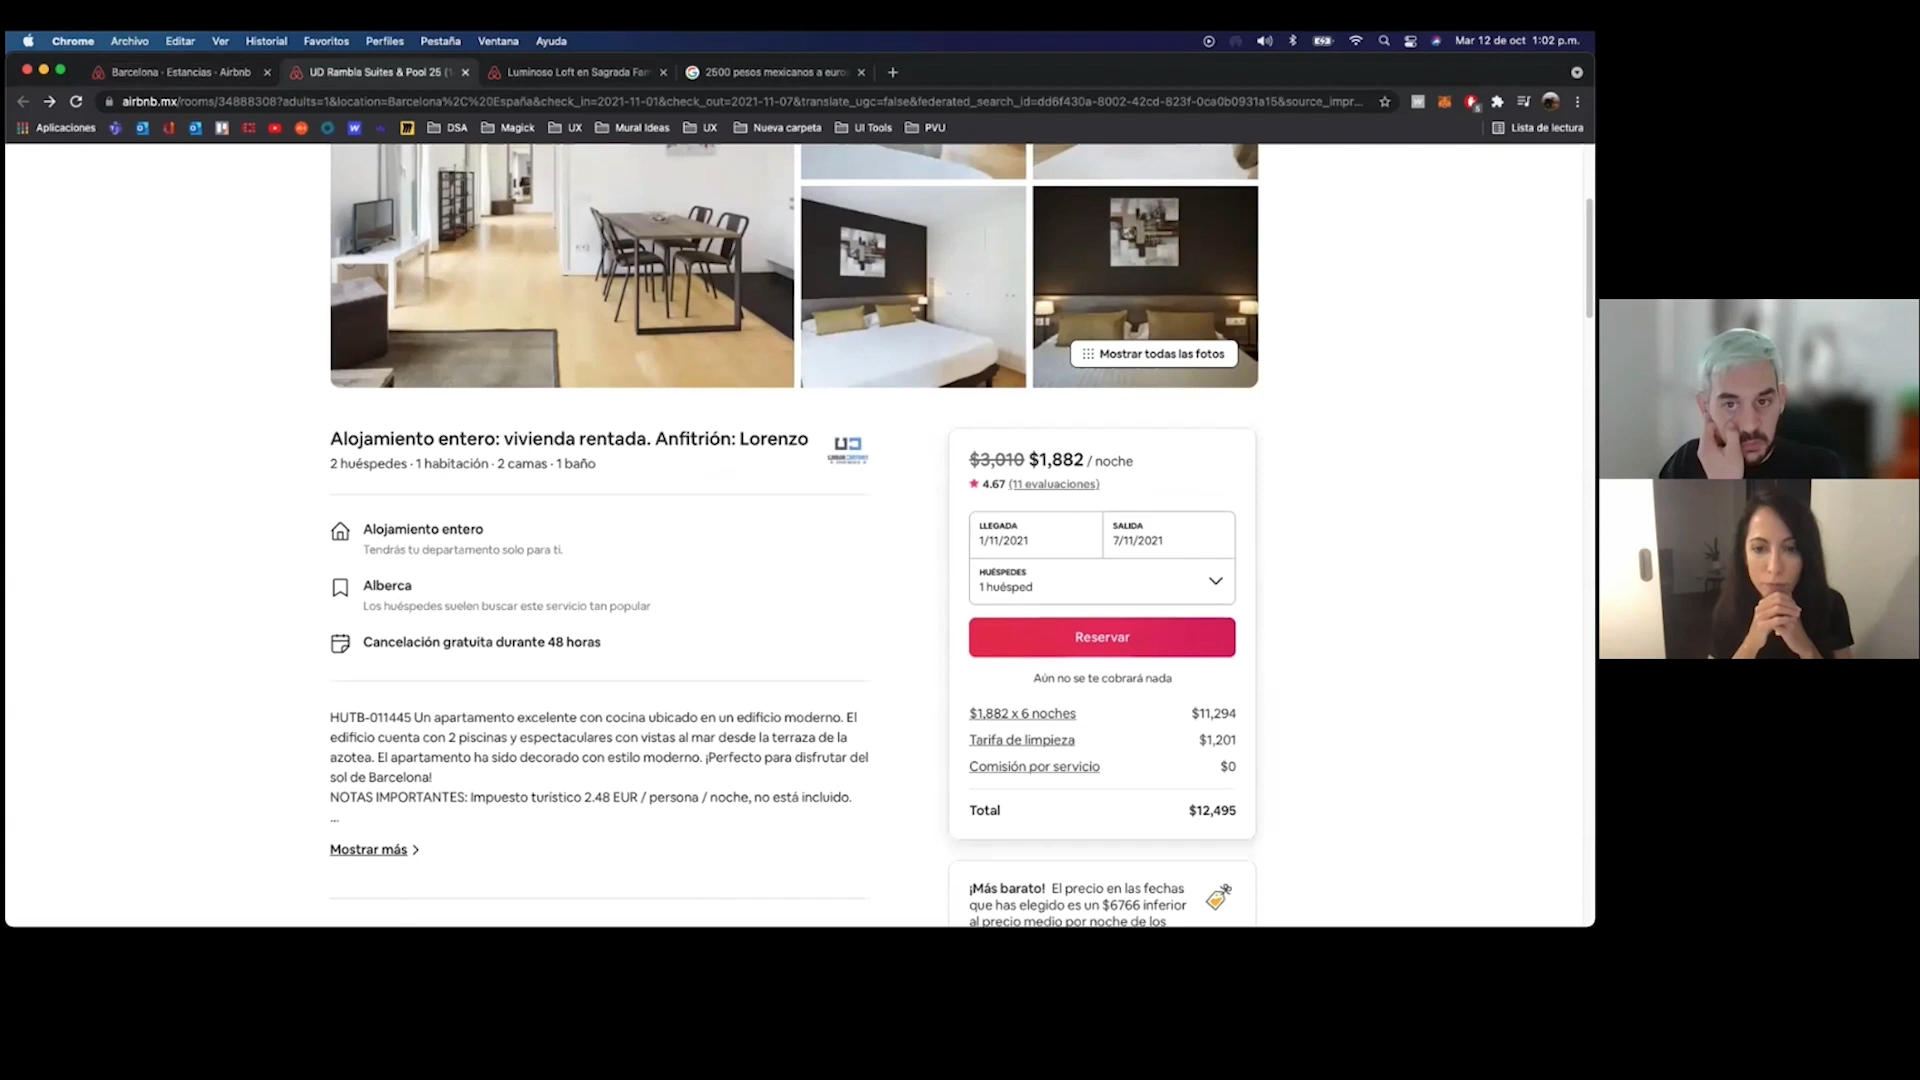 Chrome Archivo Editar Ver Historial Favoritos Perfiles Pestaña Ventana Ayuda
Mar 12 de oct 1:02 p.m.
Barcelona · Estancias · Airbnb
UD Rambla Suites & Pool 25 (1
Luminoso Loft en Sagrada Fam
2500 pesos mexicanos a euros
airbnb.mx/rooms/34888308?adults=1&location=Barcelona%2C%20España&check_in=2021-11-01&check_out=2021-11-07&translate_ugc=false&federated_search_id=dd6f430a-8002-42cd-823f-0ca0b0931a15&source_impr...
Aplicaciones DSA Magick UX Mural Ideas UX Nueva carpeta UI Tools PVU Lista de lectura
Mostrar todas las fotos
Alojamiento entero: vivienda rentada. Anfitrión: Lorenzo
2 huéspedes · 1 habitación · 2 camas · 1 baño
Alojamiento entero
Tendrás tu departamento solo para ti.
Alberca
Los huéspedes suelen buscar este servicio tan popular
Cancelación gratuita durante 48 horas
HUTB-011445 Un apartamento excelente con cocina ubicado en un edificio moderno. El
edificio cuenta con 2 piscinas y espectaculares con vistas al mar desde la terraza de la
azotea. El apartamento ha sido decorado con estilo moderno. ¡Perfecto para disfrutar del
sol de Barcelona!
NOTAS IMPORTANTES: Impuesto turístico 2.48 EUR / persona / noche, no está incluido.
...
Mostrar más >
$3,010 $1,882 / noche
4.67 (11 evaluaciones)
LLEGADA
1/11/2021
SALIDA
7/11/2021
HUÉSPEDES
1 huésped
Reservar
Aún no se te cobrará nada
$1,882 x 6 noches $11,294
Tarifa de limpieza $1,201
Comisión por servicio $0
Total $12,495
¡Más barato! El precio en las fechas
que has elegido es un $6766 inferior
al precio medio por noche de los